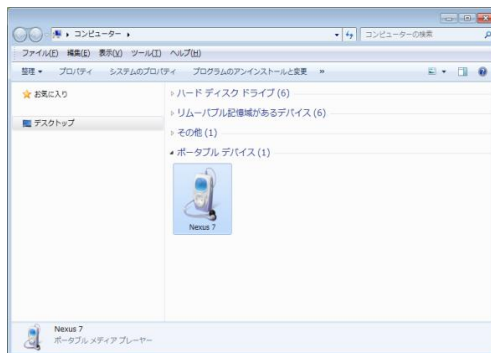 コンピューター
コンピューターの検索
ファイル(F) 編集(E) 表示(V) ツール(T) ヘルプ(H)
整理 プロパティ システムのプロパティ プログラムのアンインストールと変更 »
お気に入り
デスクトップ
ハード ディスク ドライブ (6)
リムーバブル記憶域があるデバイス (6)
その他 (1)
ポータブル デバイス (1)
Nexus 7
Nexus 7
ポータブル メディア プレーヤー